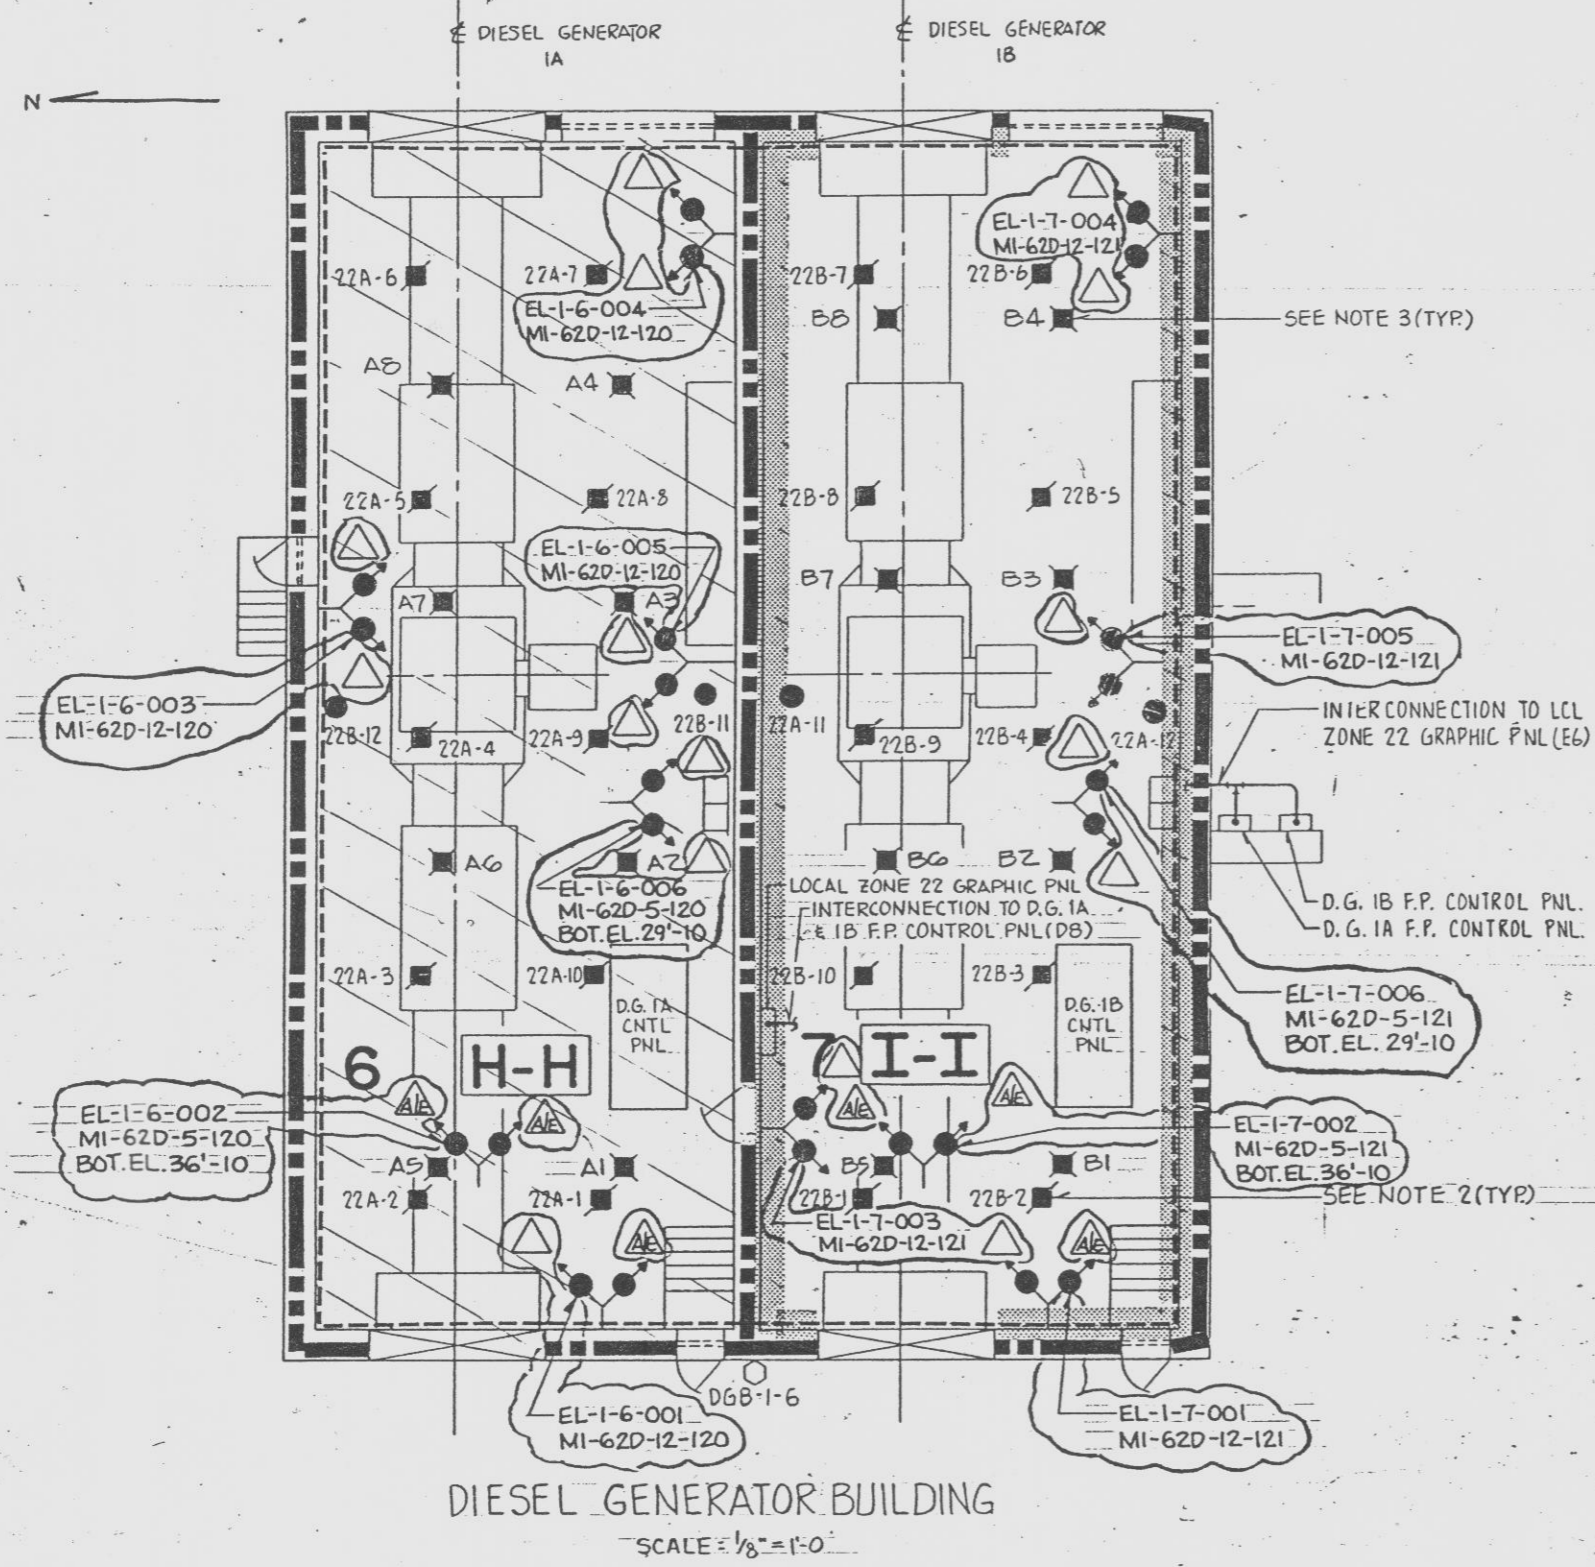 ℄ DIESEL GENERATOR
1A
℄ DIESEL GENERATOR
1B
N
EL-1-7-004
MI-62D-12-121
22A-6
22A-7
22B-7
22B-6
EL-1-6-004
MI-62D-12-120
B8
B4
SEE NOTE 3 (TYP.)
A8
A4
22A-5
22A-8
22B-8
22B-5
EL-1-6-005
MI-62D-12-120
A7
A3
B7
B3
EL-1-7-005
MI-62D-12-121
EL-1-6-003
MI-62D-12-120
22B-12
22A-4
22A-9
22B-11
22A-11
22B-9
22B-4
22A-12
INTERCONNECTION TO LCL
ZONE 22 GRAPHIC PNL (E6)
A6
A2
B6
B2
EL-1-6-006
MI-62D-5-120
BOT. EL. 29'-10
LOCAL ZONE 22 GRAPHIC PNL
INTERCONNECTION TO D.G. 1A
& 1B F.P. CONTROL PNL (D8)
D.G. 1B F.P. CONTROL PNL.
D.G. 1A F.P. CONTROL PNL.
22A-3
22A-10
22B-10
22B-3
D.G. 1A
CNTL
PNL
D.G. 1B
CNTL
PNL
EL-1-7-006
MI-62D-5-121
BOT. EL. 29'-10
6
H-H
7
I-I
A/E
A/E
A/E
A/E
EL-1-6-002
MI-62D-5-120
BOT. EL. 36'-10
EL-1-7-002
MI-62D-5-121
BOT. EL. 36'-10
A5
A1
B5
B1
22A-2
22A-1
22B-1
22B-2
SEE NOTE 2 (TYP.)
EL-1-7-003
MI-62D-12-121
A/E
A/E
DGB-1-6
EL-1-6-001
MI-62D-12-120
EL-1-7-001
MI-62D-12-121
DIESEL GENERATOR BUILDING
SCALE = 1/8" = 1'-0